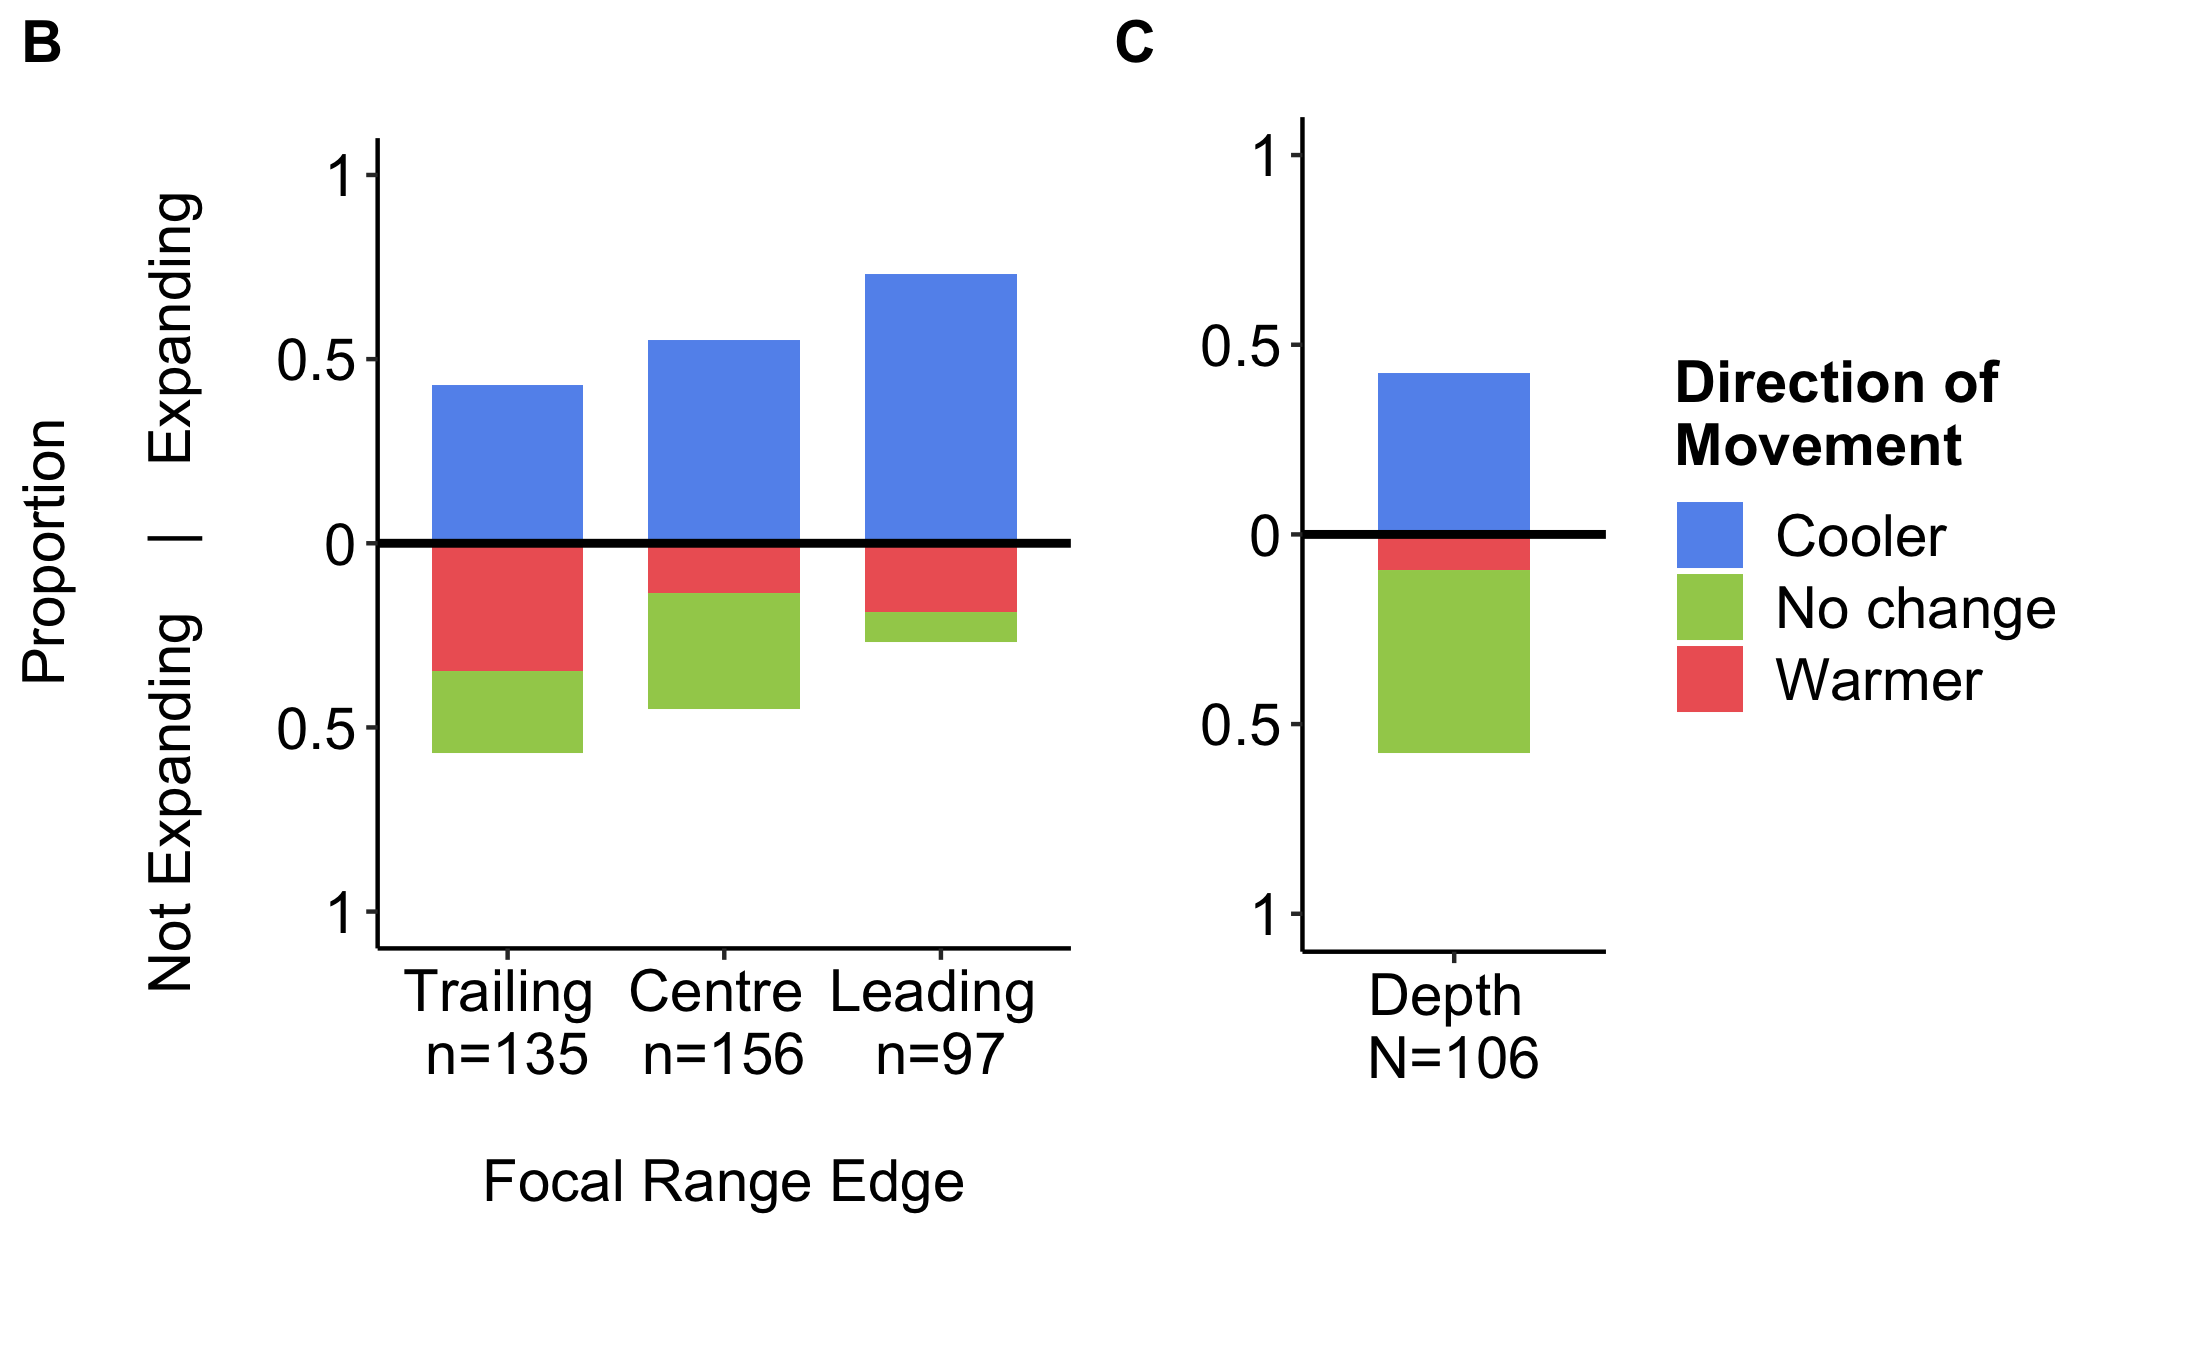 B
Proportion
Not Expanding | Expanding
1
0.5
0
0.5
1
Trailing Centre Leading
n=135 n=156 n=97
Focal Range Edge
C
1
0.5
0
0.5
1
Depth
N=106
Direction of
Movement
Cooler
No change
Warmer